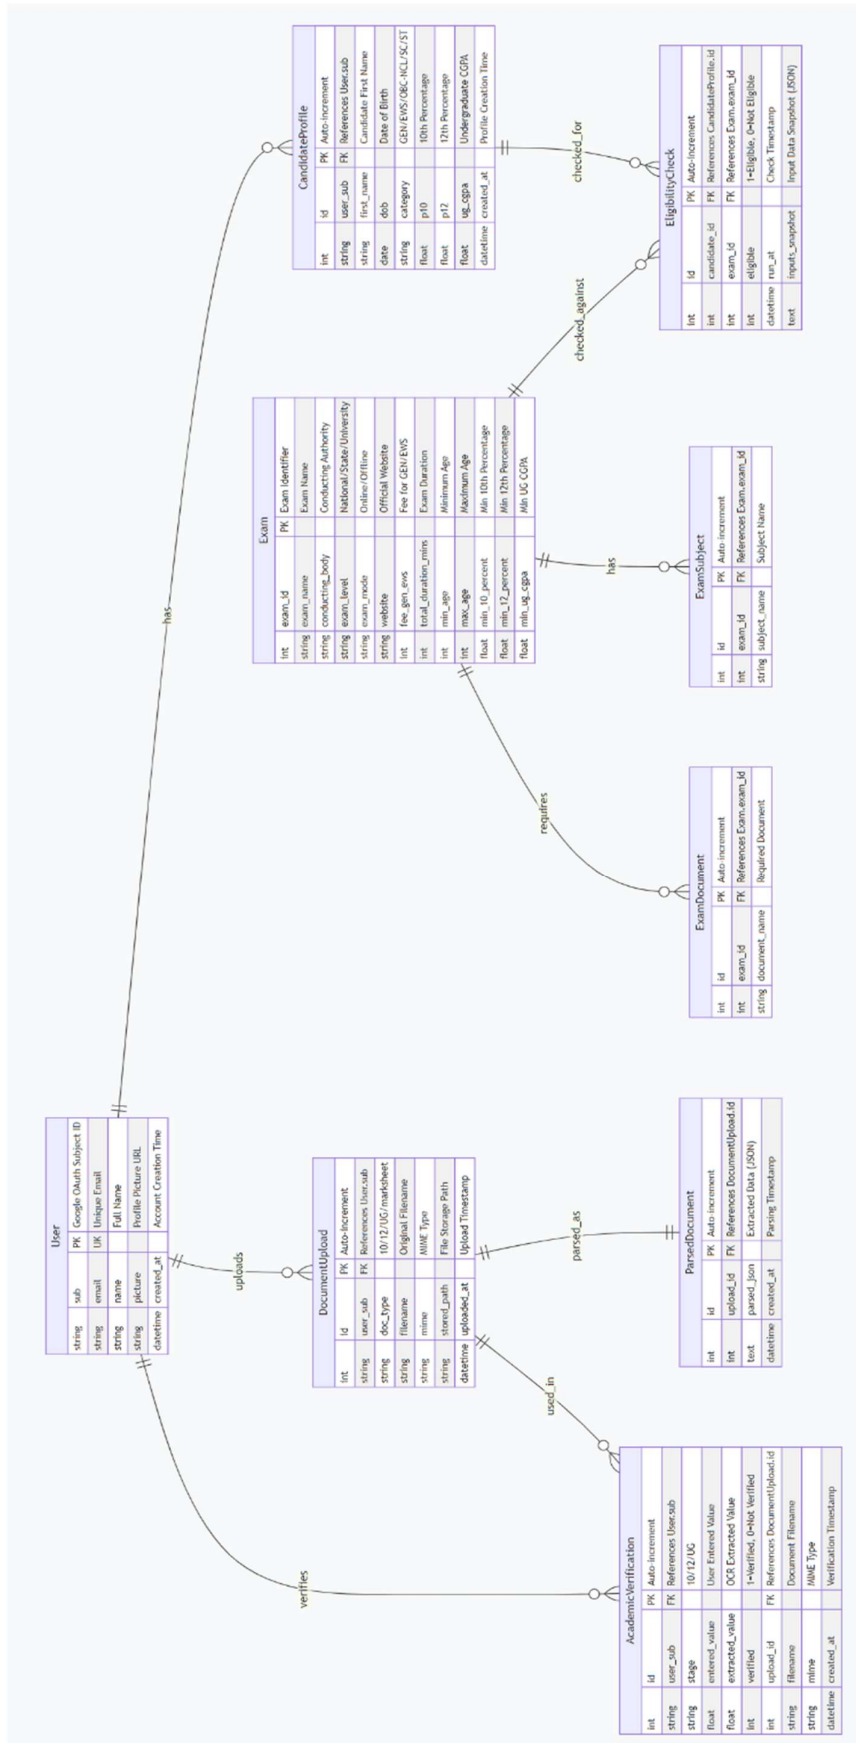 User
string sub PK Google OAuth Subject ID
string email UK Unique Email
string name Full Name
string picture Profile Picture URL
datetime created_at Account Creation Time
verifies
uploads
has
AcademicVerification
int id PK Auto-increment
string user_sub FK References User.sub
string stage 10/12/UG
float entered_value User Entered Value
float extracted_value OCR Extracted Value
int verified 1=Verified, 0=Not Verified
int upload_id FK References DocumentUpload.id
string filename Document Filename
string mime MIME Type
datetime created_at Verification Timestamp
used_in
DocumentUpload
int id PK Auto-increment
string user_sub FK References User.sub
string doc_type 10/12/UG/marksheet
string filename Original Filename
string mime MIME Type
string stored_path File Storage Path
datetime uploaded_at Upload Timestamp
parsed_as
ParsedDocument
int id PK Auto-increment
int upload_id FK References DocumentUpload.id
text parsed_json Extracted Data (JSON)
datetime created_at Parsing Timestamp
Exam
int exam_id PK Exam Identifier
string exam_name Exam Name
string conducting_body Conducting Authority
string exam_level National/State/University
string exam_mode Online/Offline
string website Official Website
int fee_gen_ews Fee for GEN/EWS
int total_duration_mins Exam Duration
int min_age Minimum Age
int max_age Maximum Age
float min_10_percent Min 10th Percentage
float min_12_percent Min 12th Percentage
float min_ug_cgpa Min UG CGPA
requires
has
checked_against
ExamDocument
int id PK Auto-increment
int exam_id FK References Exam.exam_id
string document_name Required Document
ExamSubject
int id PK Auto-increment
int exam_id FK References Exam.exam_id
string subject_name Subject Name
CandidateProfile
int id PK Auto-increment
string user_sub FK References User.sub
string first_name Candidate First Name
date dob Date of Birth
string category GEN/EWS/OBC-NCL/SC/ST
float p10 10th Percentage
float p12 12th Percentage
float ug_cgpa Undergraduate CGPA
datetime created_at Profile Creation Time
checked_for
EligibilityCheck
int id PK Auto-increment
int candidate_id FK References CandidateProfile.id
int exam_id FK References Exam.exam_id
int eligible 1=Eligible, 0=Not Eligible
datetime run_at Check Timestamp
text inputs_snapshot Input Data Snapshot (JSON)